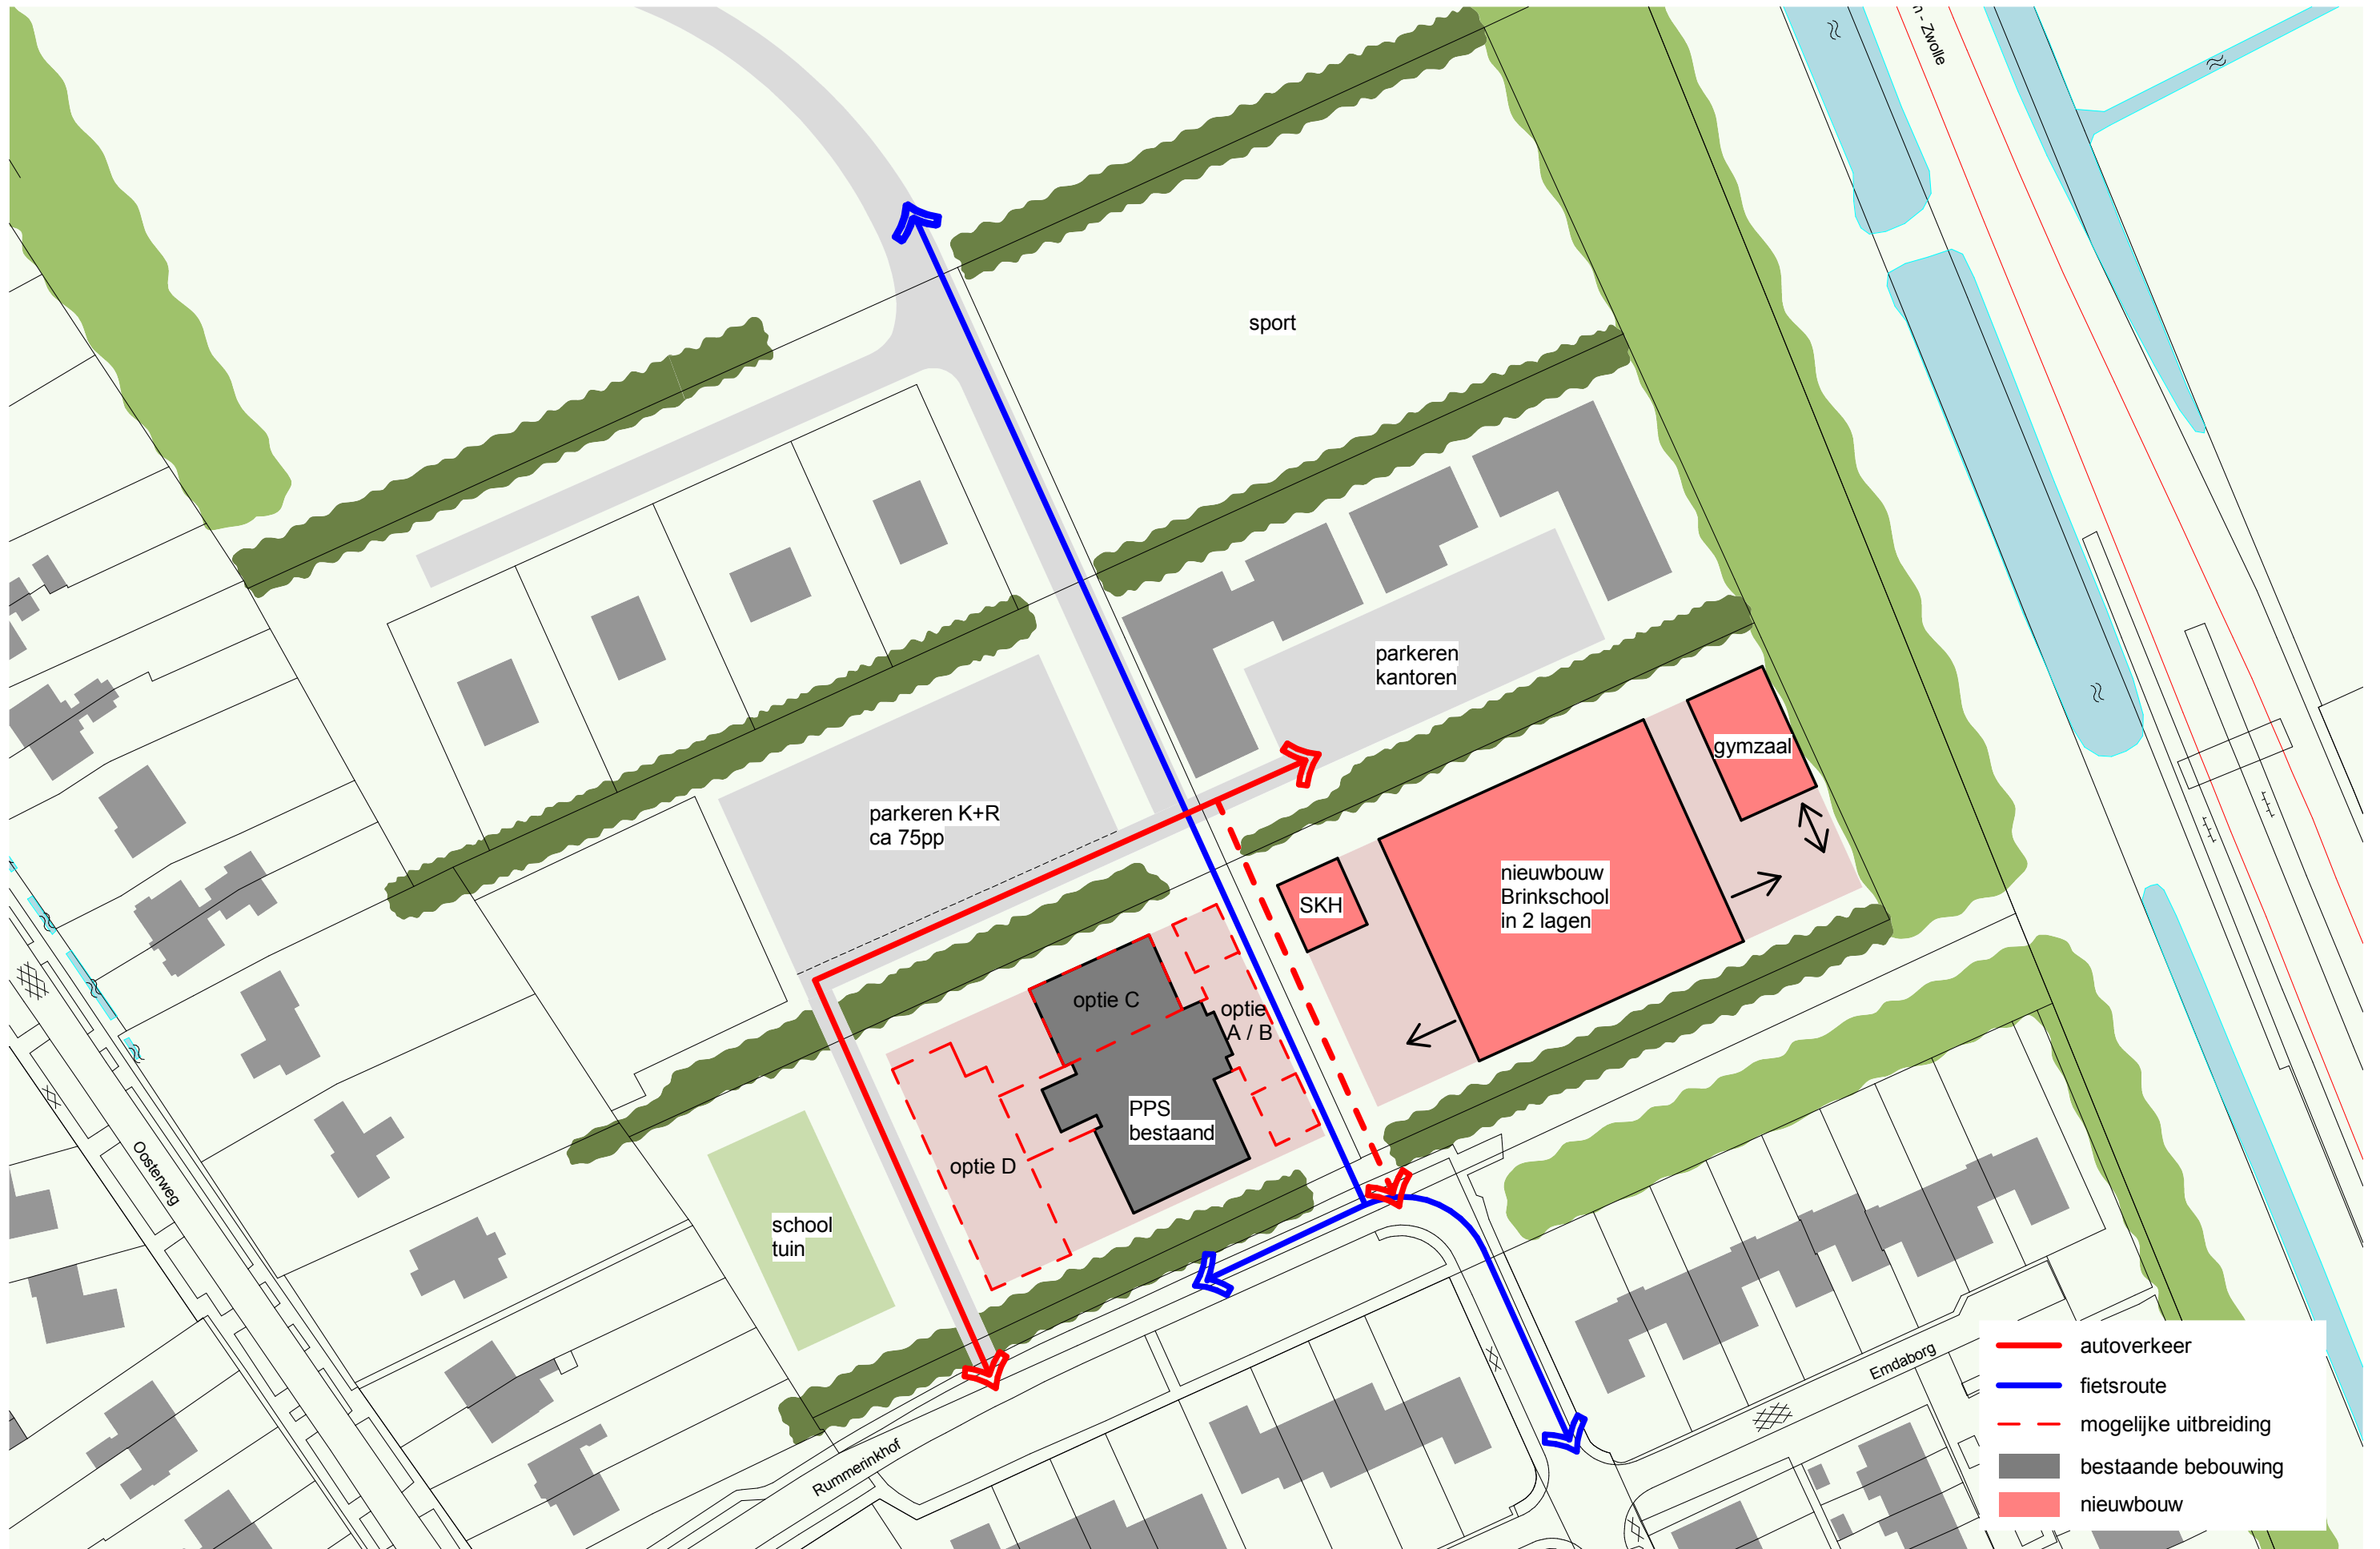 - Zwolle
sport
parkeren
kantoren
gymzaal
parkeren K+R
ca 75pp
nieuwbouw
Brinkschool
in 2 lagen
SKH
optie C
optie
A / B
PPS
bestaand
optie D
school
tuin
Oosterweg
Rummerinkhof
Emdaborg
autoverkeer
fietsroute
mogelijke uitbreiding
bestaande bebouwing
nieuwbouw